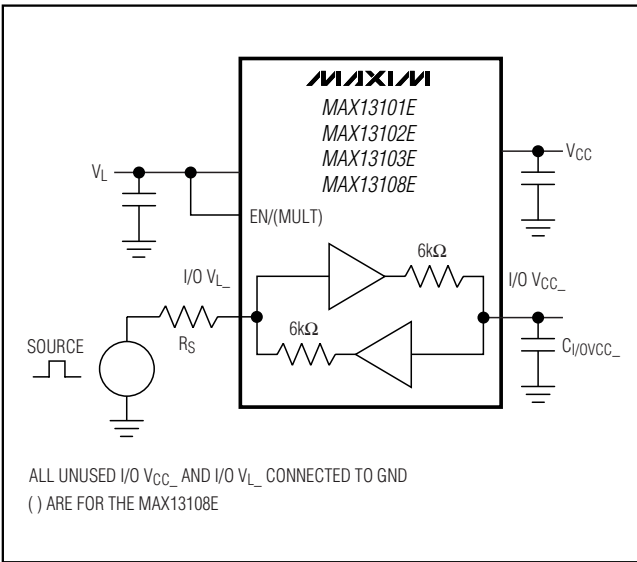 MAXIM
MAX13101E
MAX13102E
MAX13103E
MAX13108E
VL
VCC
EN/(MULT)
I/O VL_
6kΩ
I/O VCC_
6kΩ
RS
SOURCE
CI/OVCC_
ALL UNUSED I/O VCC_ AND I/O VL_ CONNECTED TO GND
( ) ARE FOR THE MAX13108E